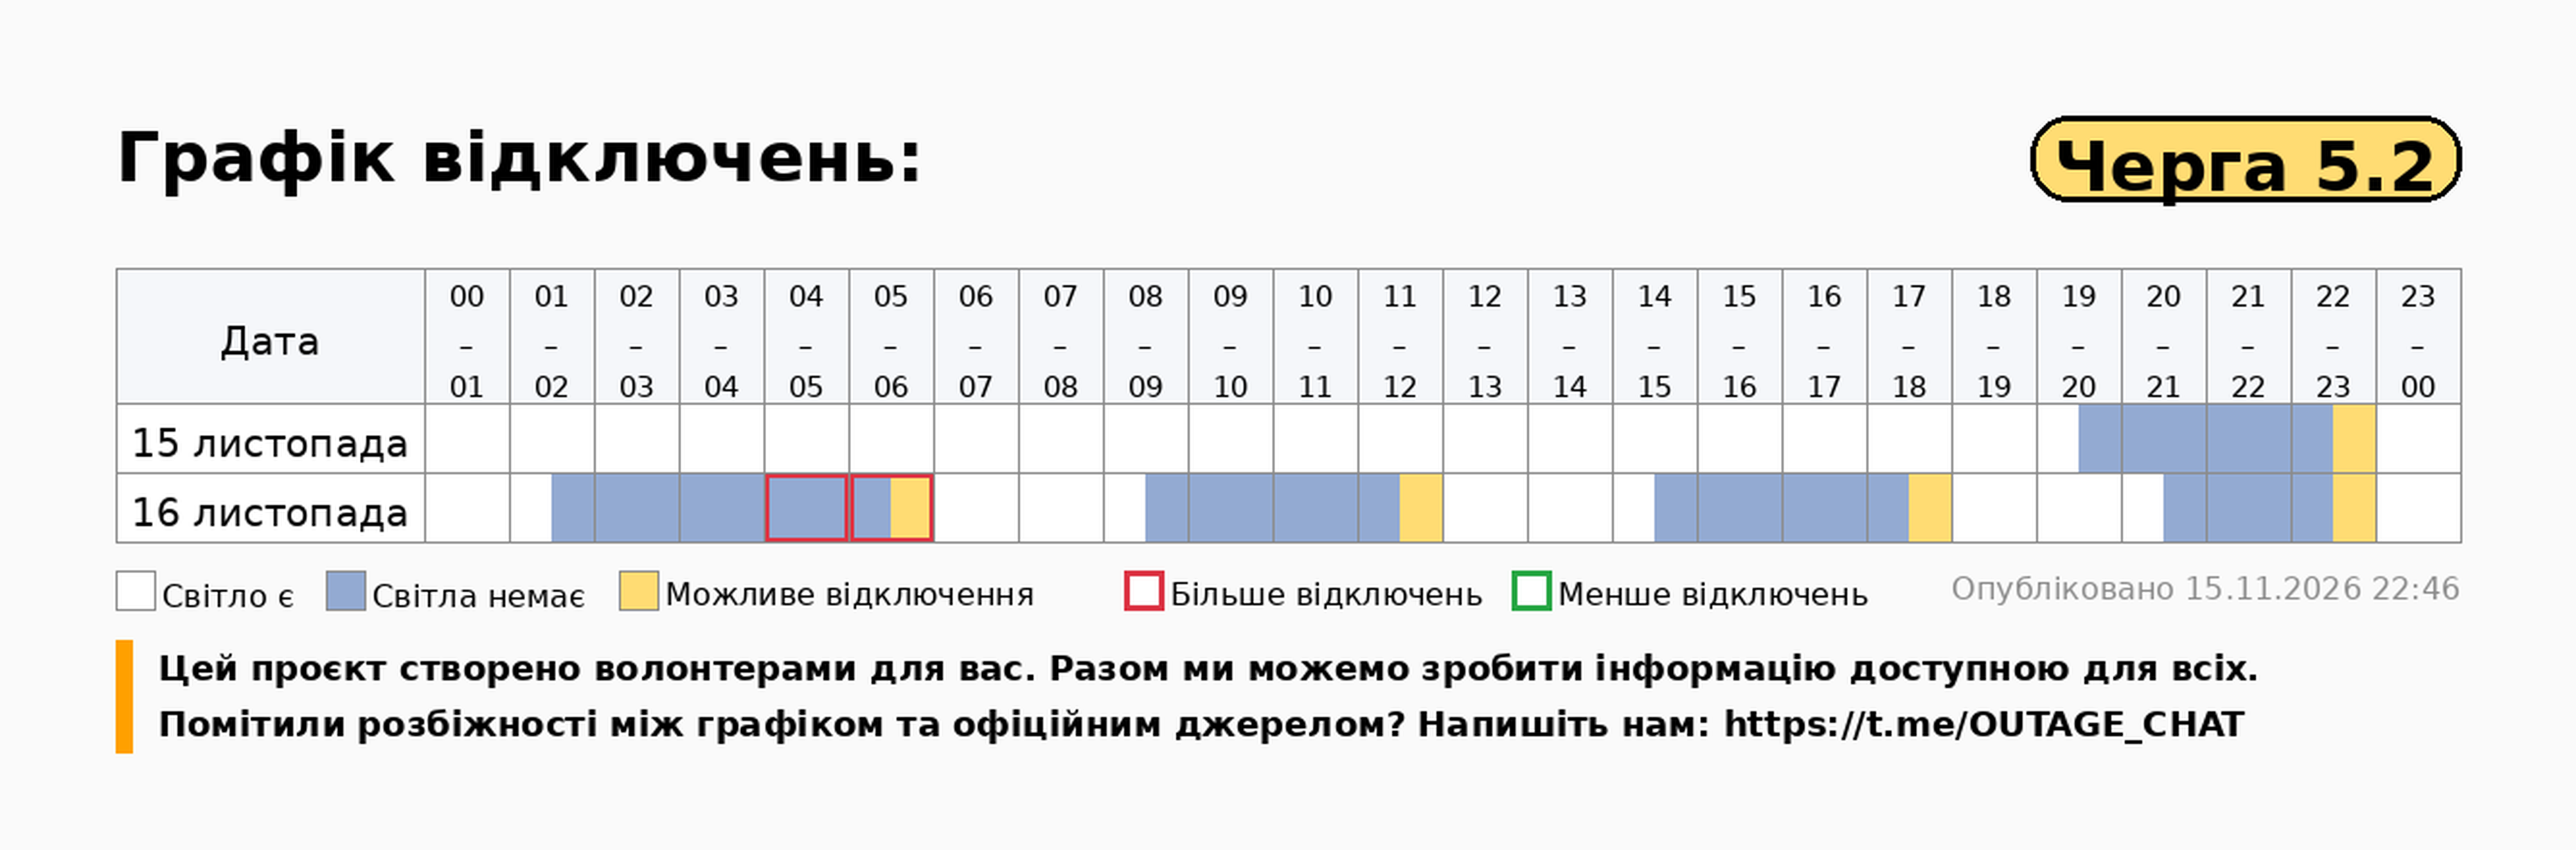 Графік відключень:
Черга 5.2
Дата
00 – 01
01 – 02
02 – 03
03 – 04
04 – 05
05 – 06
06 – 07
07 – 08
08 – 09
09 – 10
10 – 11
11 – 12
12 – 13
13 – 14
14 – 15
15 – 16
16 – 17
17 – 18
18 – 19
19 – 20
20 – 21
21 – 22
22 – 23
23 – 00
15 листопада
16 листопада
Світло є
Світла немає
Можливе відключення
Більше відключень
Менше відключень
Опубліковано 15.11.2026 22:46
Цей проєкт створено волонтерами для вас. Разом ми можемо зробити інформацію доступною для всіх.
Помітили розбіжності між графіком та офіційним джерелом? Напишіть нам: https://t.me/OUTAGE_CHAT